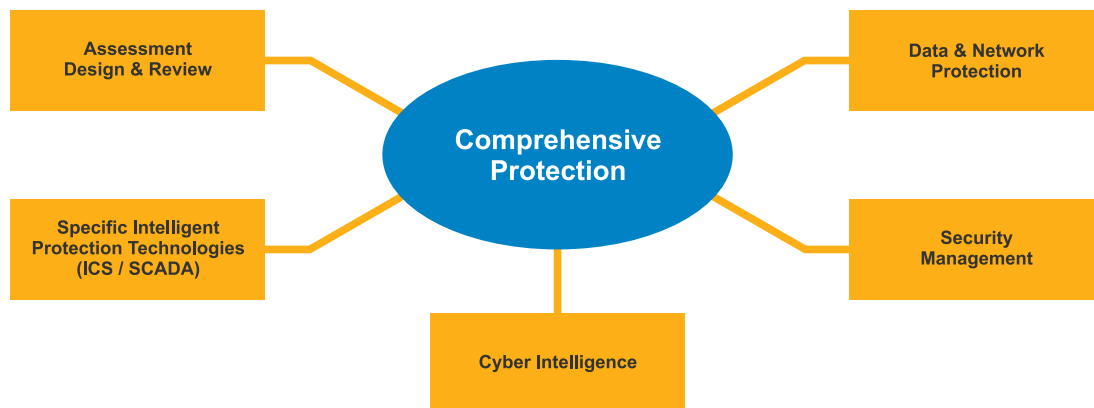 Assessment
Design & Review
Data & Network
Protection
Comprehensive
Protection
Specific Intelligent
Protection Technologies
(ICS / SCADA)
Security
Management
Cyber Intelligence